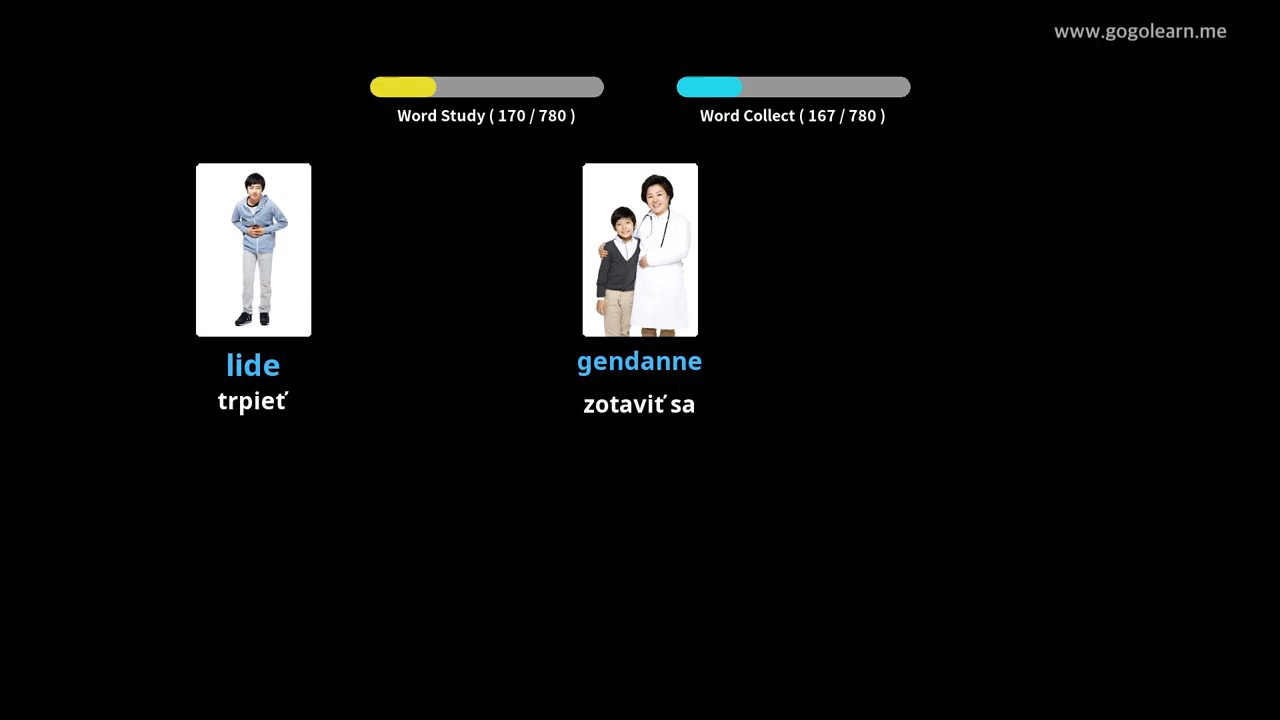 www.gogolearn.me
Word Study ( 170 / 780 )
Word Collect ( 167 / 780 )
lide
trpieť
gendanne
zotaviť sa